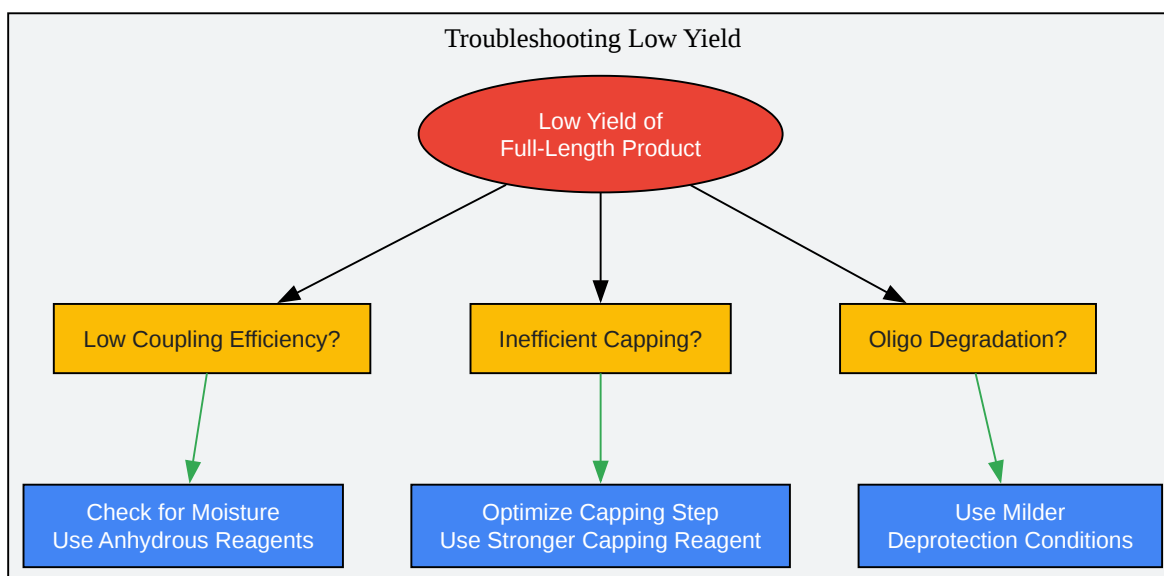 Troubleshooting Low Yield
Low Yield of
Full-Length Product
Low Coupling Efficiency?
Inefficient Capping?
Oligo Degradation?
Check for Moisture
Use Anhydrous Reagents
Optimize Capping Step
Use Stronger Capping Reagent
Use Milder
Deprotection Conditions